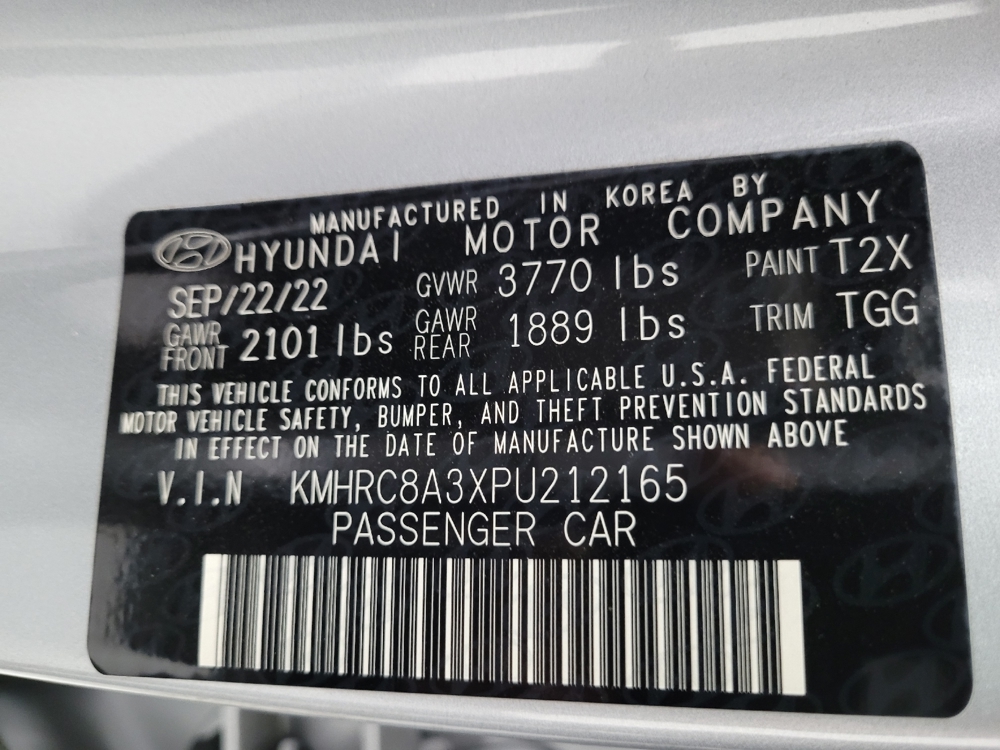 MANUFACTURED IN KOREA BY
HYUNDAI MOTOR COMPANY
SEP/22/22 GVWR 3770 lbs PAINT T2X
GAWR FRONT 2101 lbs GAWR REAR 1889 lbs TRIM TGG
THIS VEHICLE CONFORMS TO ALL APPLICABLE U.S.A. FEDERAL
MOTOR VEHICLE SAFETY, BUMPER, AND THEFT PREVENTION STANDARDS
IN EFFECT ON THE DATE OF MANUFACTURE SHOWN ABOVE
V.I.N KMHRC8A3XPU212165
PASSENGER CAR